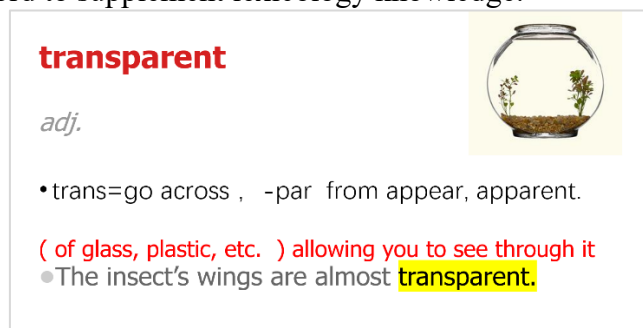 transparent
adj.
•trans=go across , -par from appear, apparent.
( of glass, plastic, etc. ) allowing you to see through it
●The insect's wings are almost transparent.